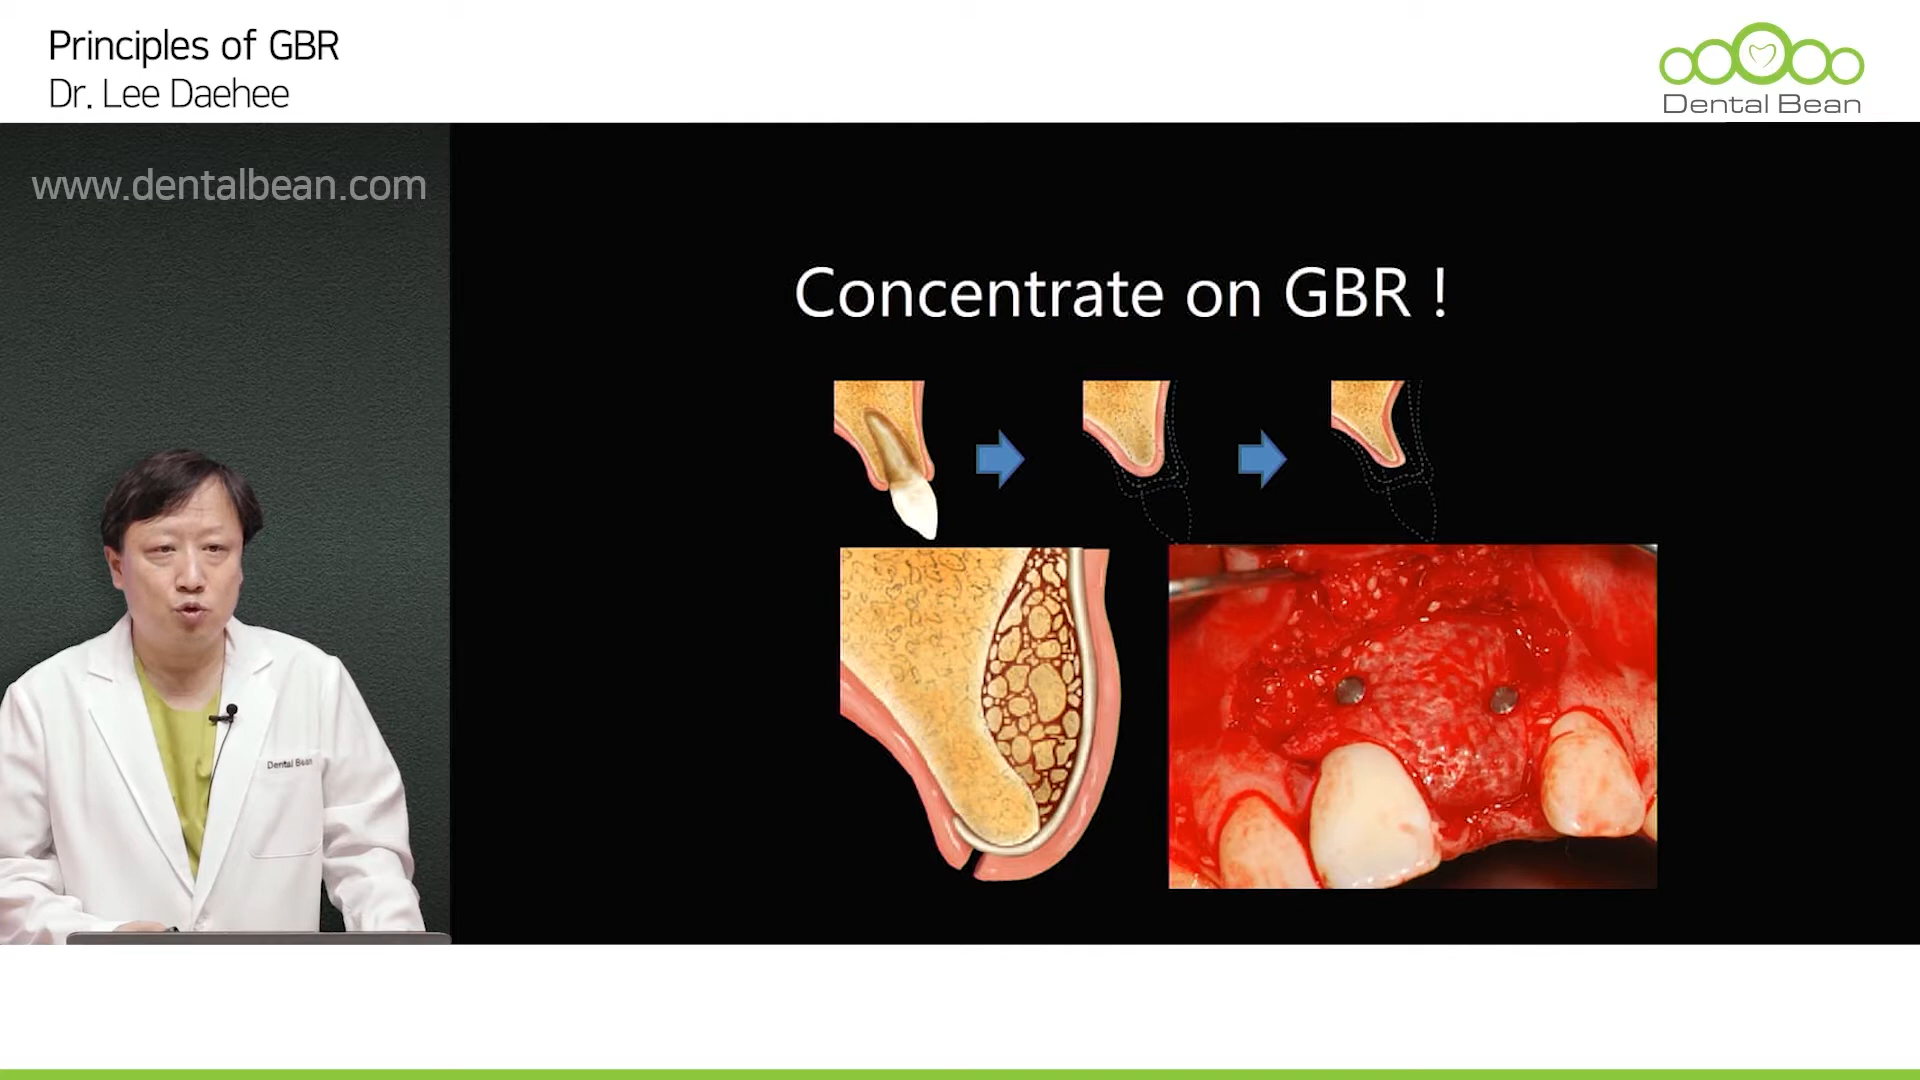 Principles of GBR
Dr. Lee Daehee
Dental Bean
www.dentalbean.com
Concentrate on GBR !
Dental Bean